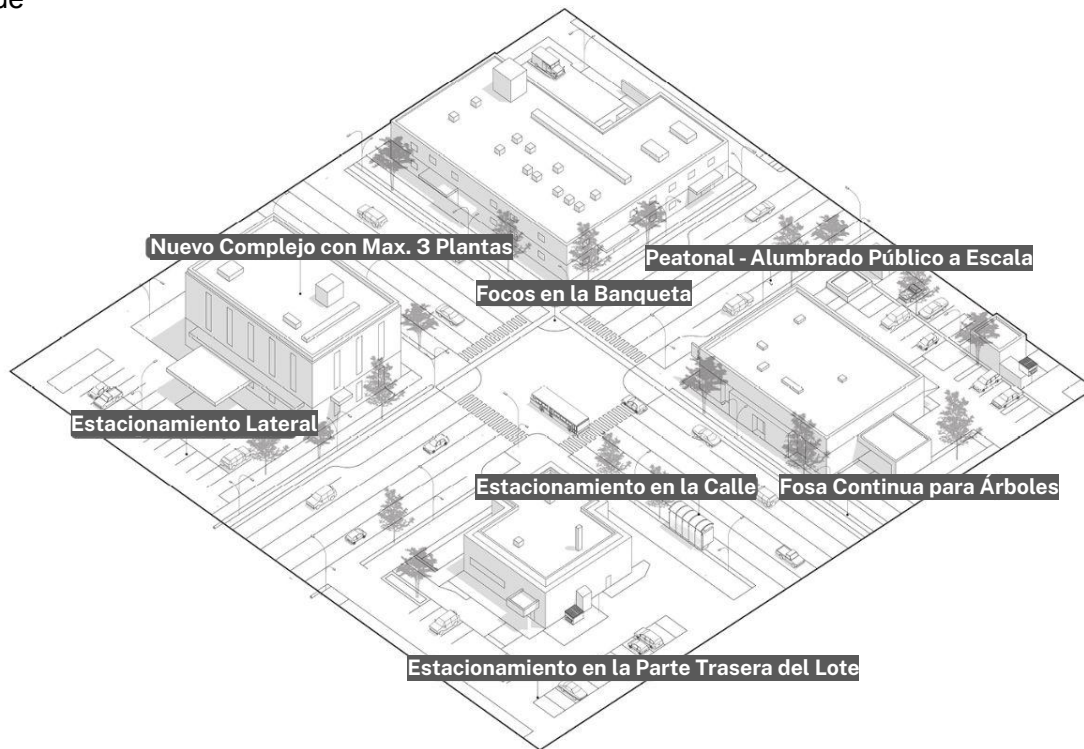 Nuevo Complejo con Max. 3 Plantas
Peatonal - Alumbrado Público a Escala
Focos en la Banqueta
Estacionamiento Lateral
Estacionamiento en la Calle
Fosa Continua para Árboles
Estacionamiento en la Parte Trasera del Lote